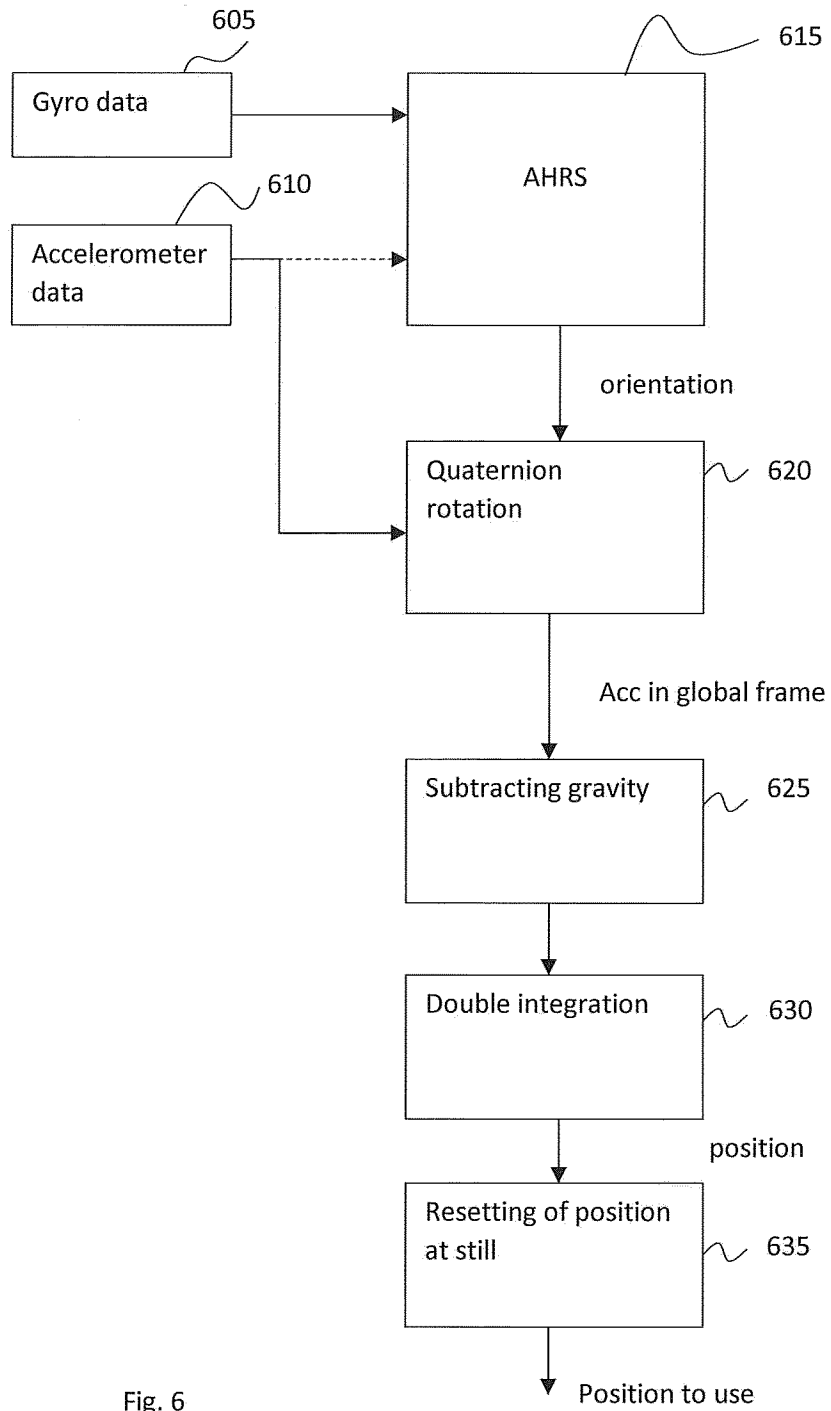 605
615
Gyro data
AHRS
610
Accelerometer
data
orientation
Quaternion
rotation
620
Acc in global frame
Subtracting gravity
625
Double integration
630
position
Resetting of position
at still
635
Position to use
Fig. 6